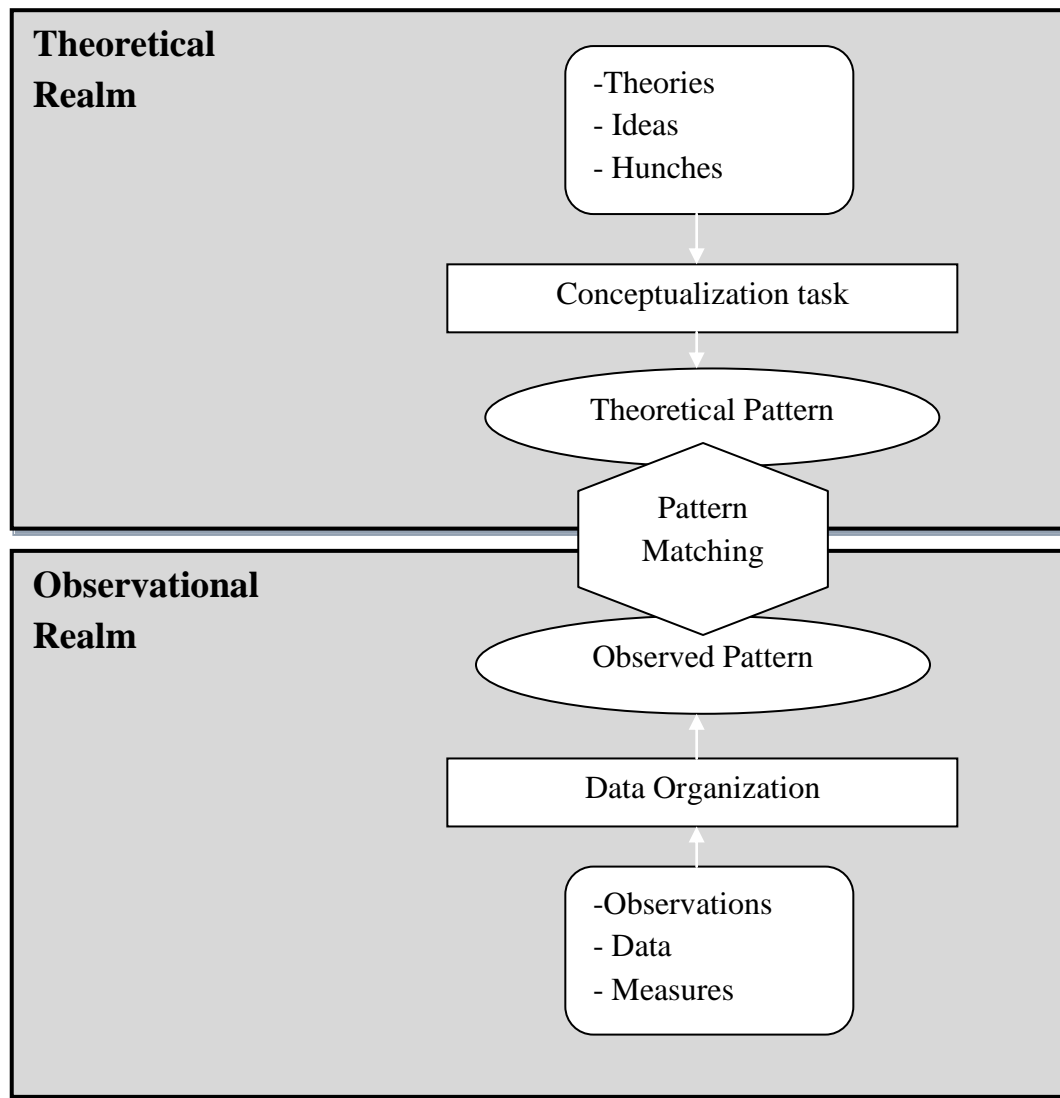 Theoretical
Realm
-Theories
- Ideas
- Hunches
Conceptualization task
Theoretical Pattern
Pattern
Matching
Observational
Realm
Observed Pattern
Data Organization
-Observations
- Data
- Measures